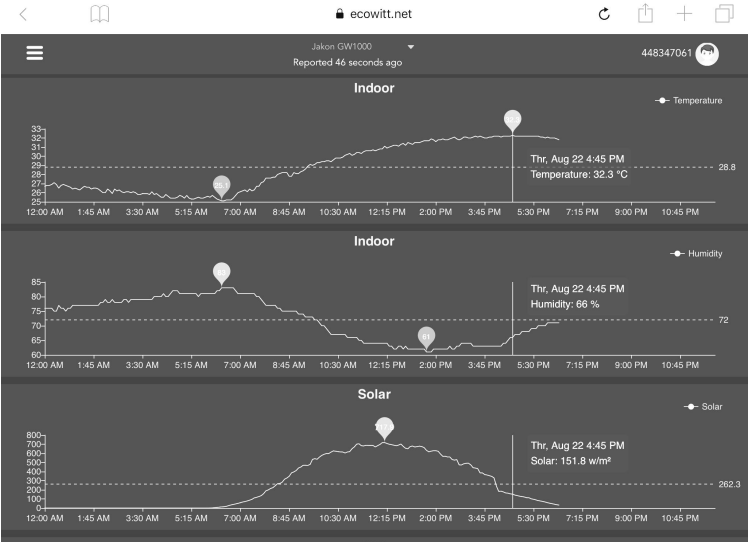 ecowitt.net
Jakon GW1000
Reported 46 seconds ago
448347061
Indoor
Temperature
33
32
31
30
29
28
27
26
25
32.3
25.1
Thr, Aug 22 4:45 PM
Temperature: 32.3 °C
28.8
12:00 AM 1:45 AM 3:30 AM 5:15 AM 7:00 AM 8:45 AM 10:30 AM 12:15 PM 2:00 PM 3:45 PM 5:30 PM 7:15 PM 9:00 PM 10:45 PM
Indoor
Humidity
85
80
75
70
65
60
83
61
Thr, Aug 22 4:45 PM
Humidity: 66 %
72
12:00 AM 1:45 AM 3:30 AM 5:15 AM 7:00 AM 8:45 AM 10:30 AM 12:15 PM 2:00 PM 3:45 PM 5:30 PM 7:15 PM 9:00 PM 10:45 PM
Solar
Solar
800
700
600
500
400
300
200
100
0
Thr, Aug 22 4:45 PM
Solar: 151.8 w/m²
262.3
12:00 AM 1:45 AM 3:30 AM 5:15 AM 7:00 AM 8:45 AM 10:30 AM 12:15 PM 2:00 PM 3:45 PM 5:30 PM 7:15 PM 9:00 PM 10:45 PM